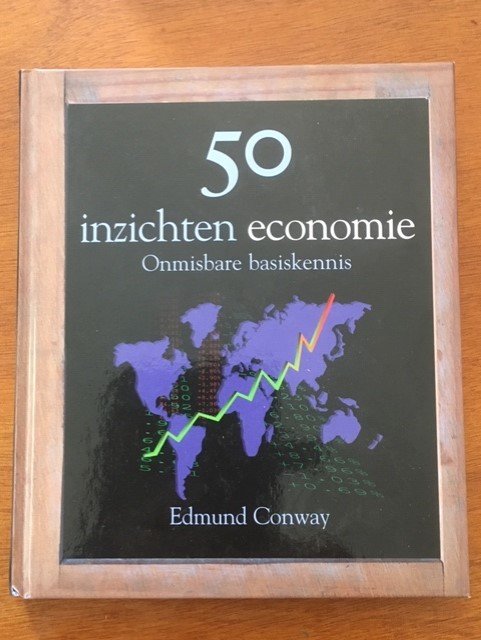 50
inzichten economie
Onmisbare basiskennis
Edmund Conway